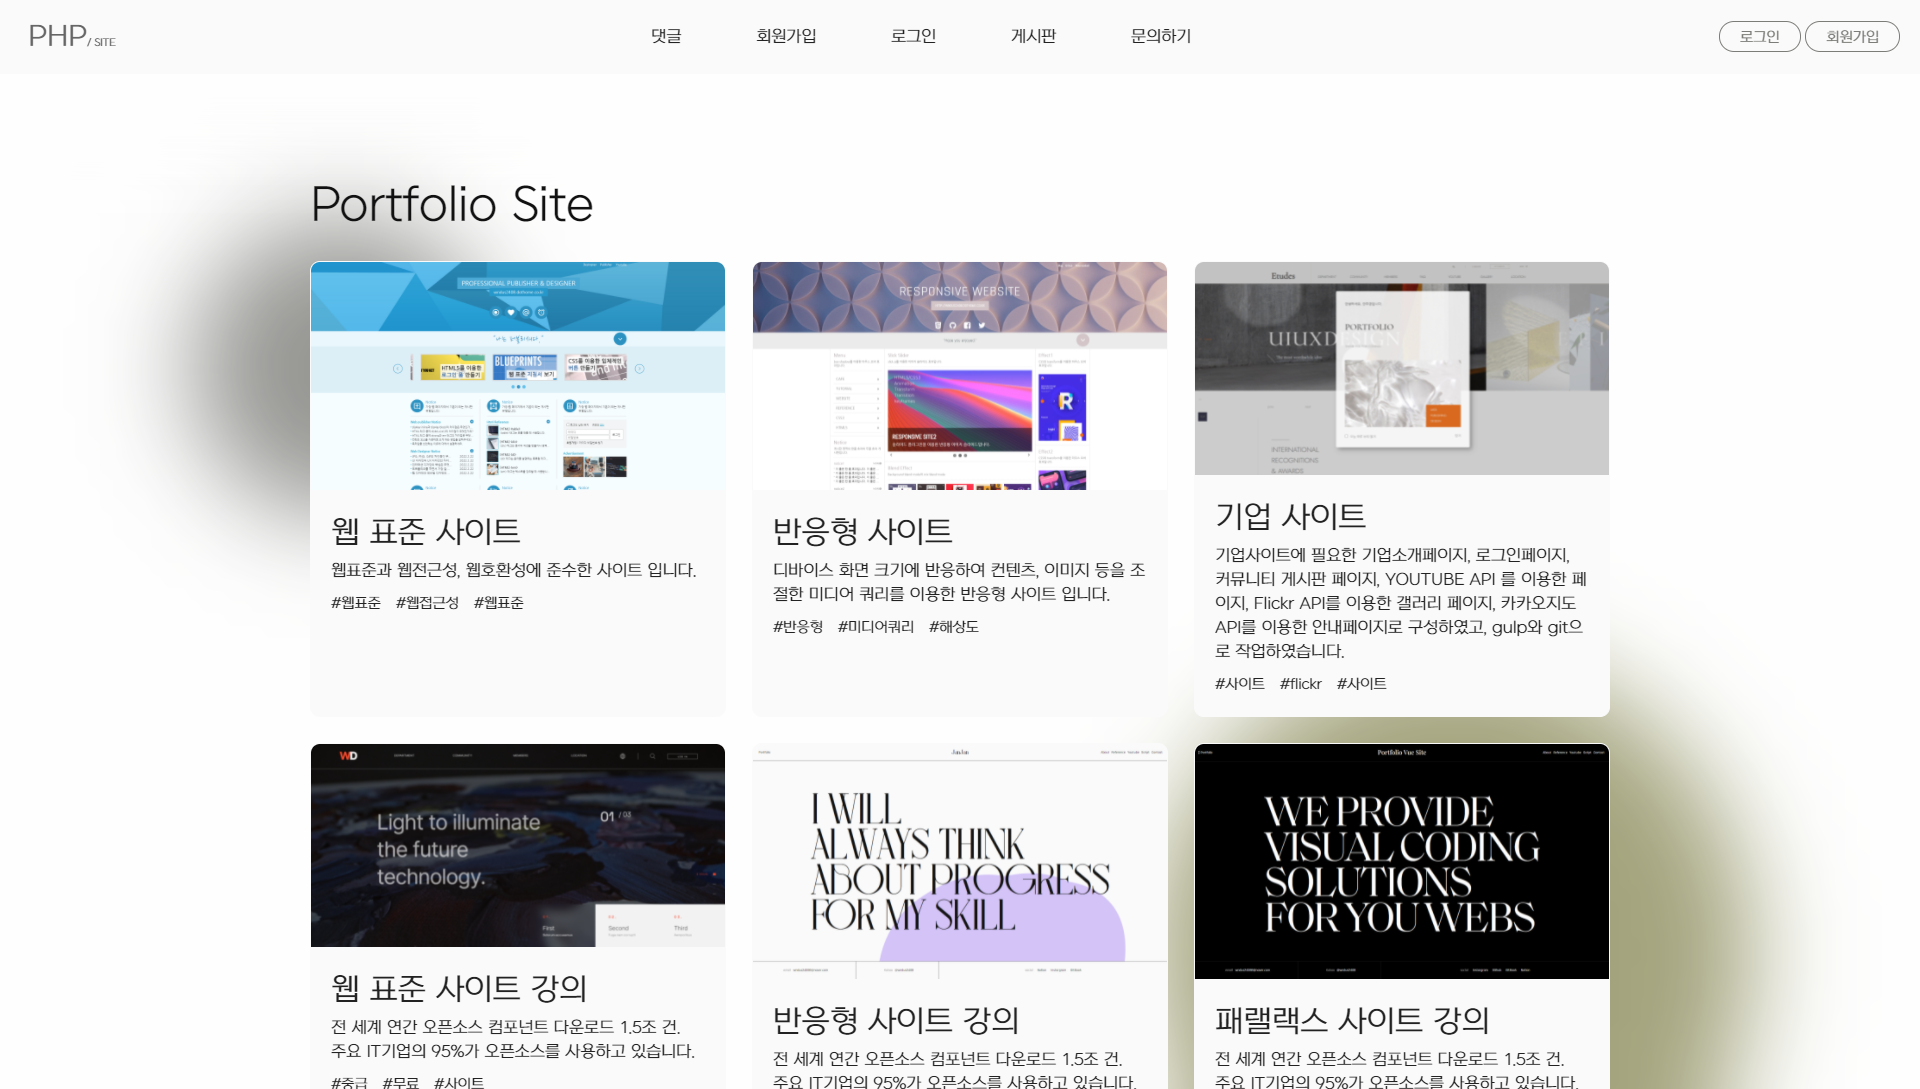 PHP/ SITE
댓글 회원가입 로그인 게시판 문의하기
로그인 회원가입
Portfolio Site
PROFESSIONAL PUBLISHER & DESIGNER
BLUEPRINTS
웹 표준 사이트
웹표준과 웹전근성, 웹호환성에 준수한 사이트 입니다.
#웹표준 #웹접근성 #웹표준
RESPONSIVE WEBSITE
RESPONSIVE SITE2
반응형 사이트
디바이스 화면 크기에 반응하여 컨텐츠, 이미지 등을 조
절한 미디어 쿼리를 이용한 반응형 사이트 입니다.
#반응형 #미디어쿼리 #해상도
Etudes
UIUXDESIGN
PORTFOLIO
INTERNATIONAL
RECOGNITIONS
& AWARDS
기업 사이트
기업사이트에 필요한 기업소개페이지, 로그인페이지,
커뮤니티 게시판 페이지, YOUTUBE API 를 이용한 페
이지, Flickr API를 이용한 갤러리 페이지, 카카오지도
API를 이용한 안내페이지로 구성하였고, gulp와 git으
로 작업하였습니다.
#사이트 #flickr #사이트
WD
Light to illuminate
the future
technology.
01 / 03
First Second Third
웹 표준 사이트 강의
전 세계 연간 오픈소스 컴포넌트 다운로드 1.5조 건.
주요 IT기업의 95%가 오픈소스를 사용하고 있습니다.
#중급 #무료 #사이트
I WILL
ALWAYS THINK
ABOUT PROGRESS
FOR MY SKILL
반응형 사이트 강의
전 세계 연간 오픈소스 컴포넌트 다운로드 1.5조 건.
주요 IT기업의 95%가 오픈소스를 사용하고 있습니다.
Portfolio Vue Site
WE PROVIDE
VISUAL CODING
SOLUTIONS
FOR YOU WEBS
패랠랙스 사이트 강의
전 세계 연간 오픈소스 컴포넌트 다운로드 1.5조 건.
주요 IT기업의 95%가 오픈소스를 사용하고 있습니다.